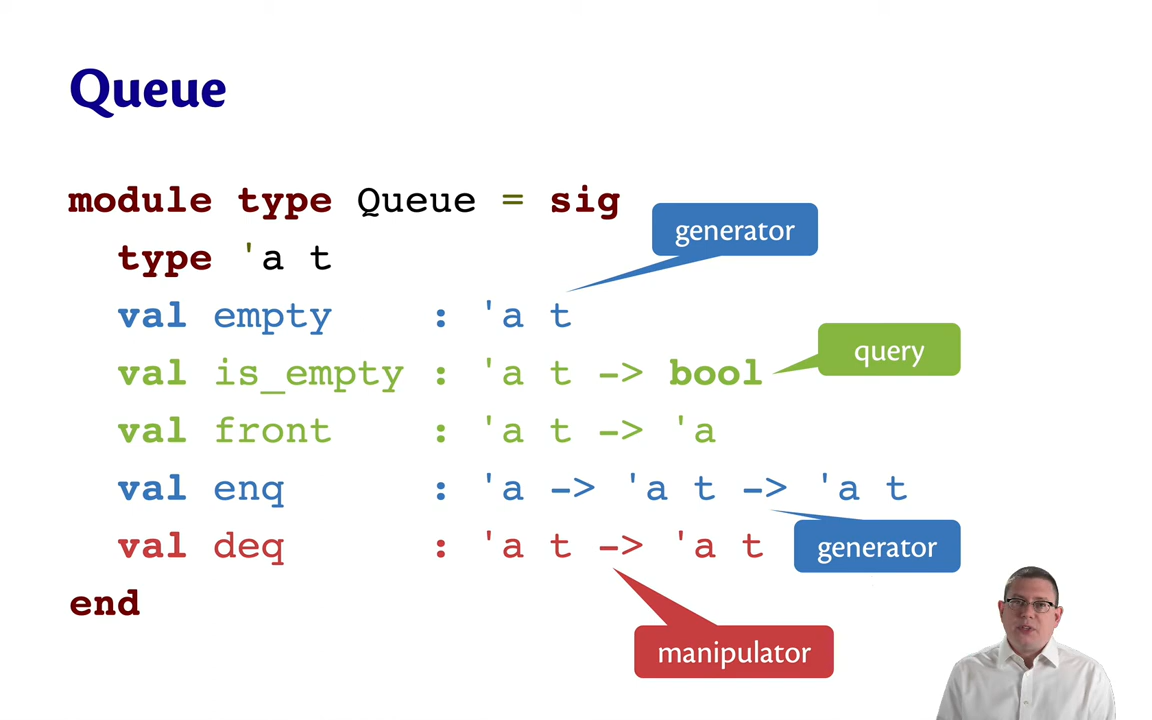 Queue
module type Queue = sig
generator
type 'a t
val empty : 'a t
query
val is_empty : 'a t -> bool
val front : 'a t -> 'a
val enq : 'a -> 'a t -> 'a t
val deq : 'a t -> 'a t
generator
end
manipulator